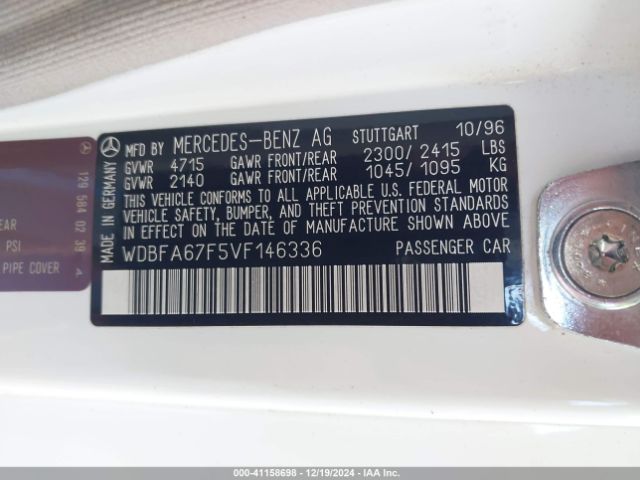 MADE IN GERMANY
MFD BY MERCEDES-BENZ AG STUTTGART 10/96
GVWR 4715 GAWR FRONT/REAR 2300/2415 LBS
GVWR 2140 GAWR FRONT/REAR 1045/1095 KG
THIS VEHICLE CONFORMS TO ALL APPLICABLE U.S. FEDERAL MOTOR
VEHICLE SAFETY, BUMPER, AND THEFT PREVENTION STANDARDS
IN EFFECT ON THE DATE OF MANUFACTURE SHOWN ABOVE.
WDBFA67F5VF146336 PASSENGER CAR
129 584 02 39 4
EAR
PSI
PIPE COVER
000-41158698 - 12/19/2024 - IAA Inc.